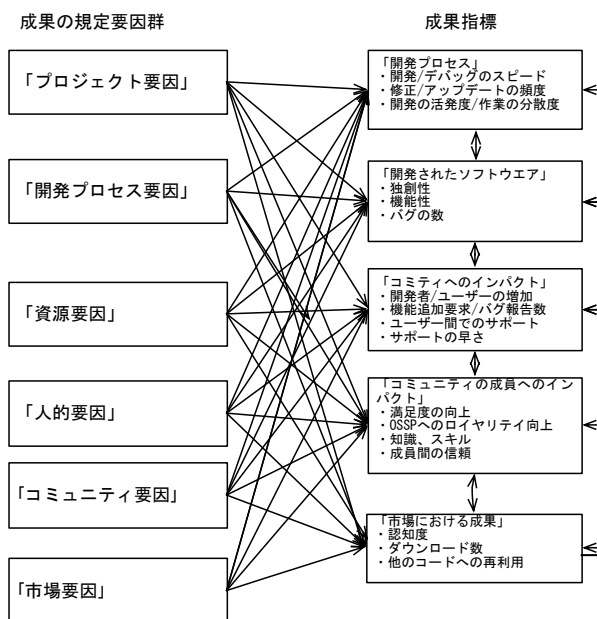 成果の規定要因群
成果指標
「プロジェクト要因」
「開発プロセス要因」
「資源要因」
「人的要因」
「コミュニティ要因」
「市場要因」
「開発プロセス」
・開発/デバッグのスピード
・修正/アップデートの頻度
・開発の活発度/作業の分散度
「開発されたソフトウエア」
・独創性
・機能性
・バグの数
「コミティへのインパクト」
・開発者/ユーザーの増加
・機能追加要求/バグ報告数
・ユーザー間でのサポート
・サポートの早さ
「コミュニティの成員へのイン
パクト」
・満足度の向上
・OSSPへのロイヤリテイ向上
・知識、スキル
・成員間の信頼
「市場における成果」
・認知度
・ダウンロード数
・他のコードへの再利用